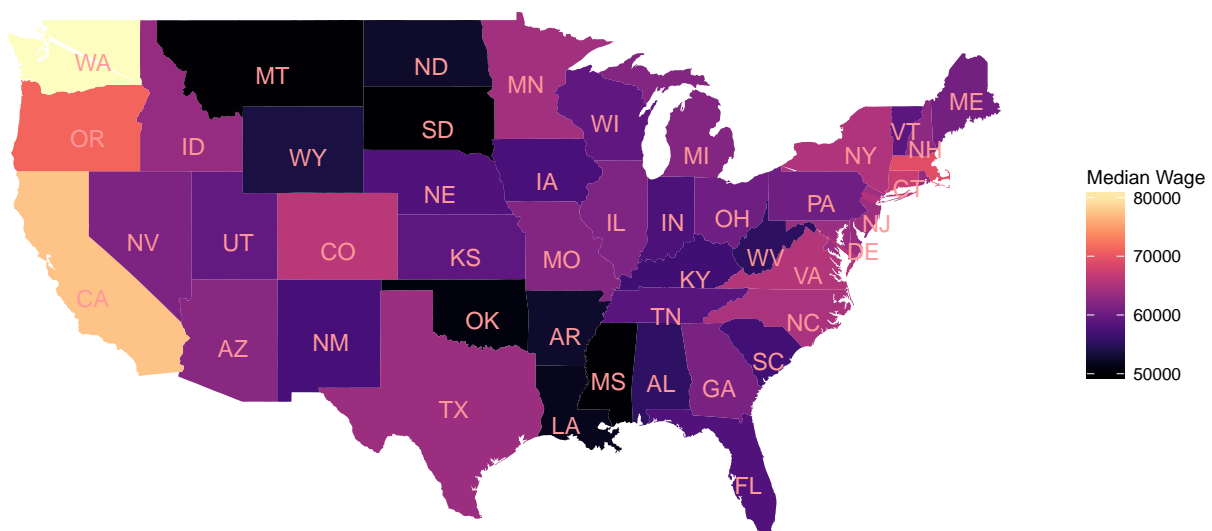 WA
MT
ND
MN
ME
OR
ID
SD
WI
VT
NH
WY
MI
NY
CT
IA
NE
PA
NJ
NV
UT
CO
KS
MO
IL
IN
OH
DE
WV
VA
KY
CA
AZ
NM
OK
AR
TN
NC
MS
AL
GA
SC
TX
LA
FL
Median Wage
80000
70000
60000
50000